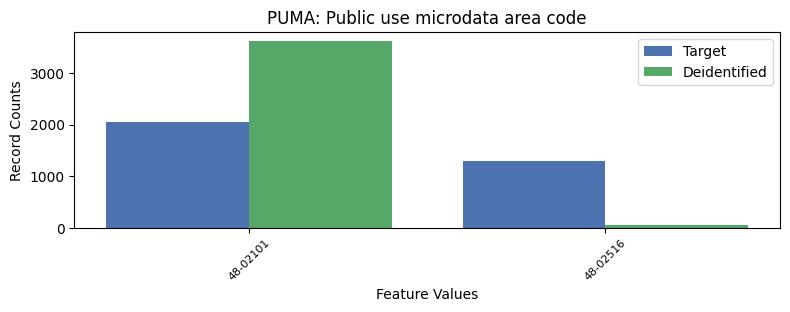 PUMA: Public use microdata area code
Target
Deidentified
Record Counts
3000
2000
1000
0
48-02101
48-02516
Feature Values